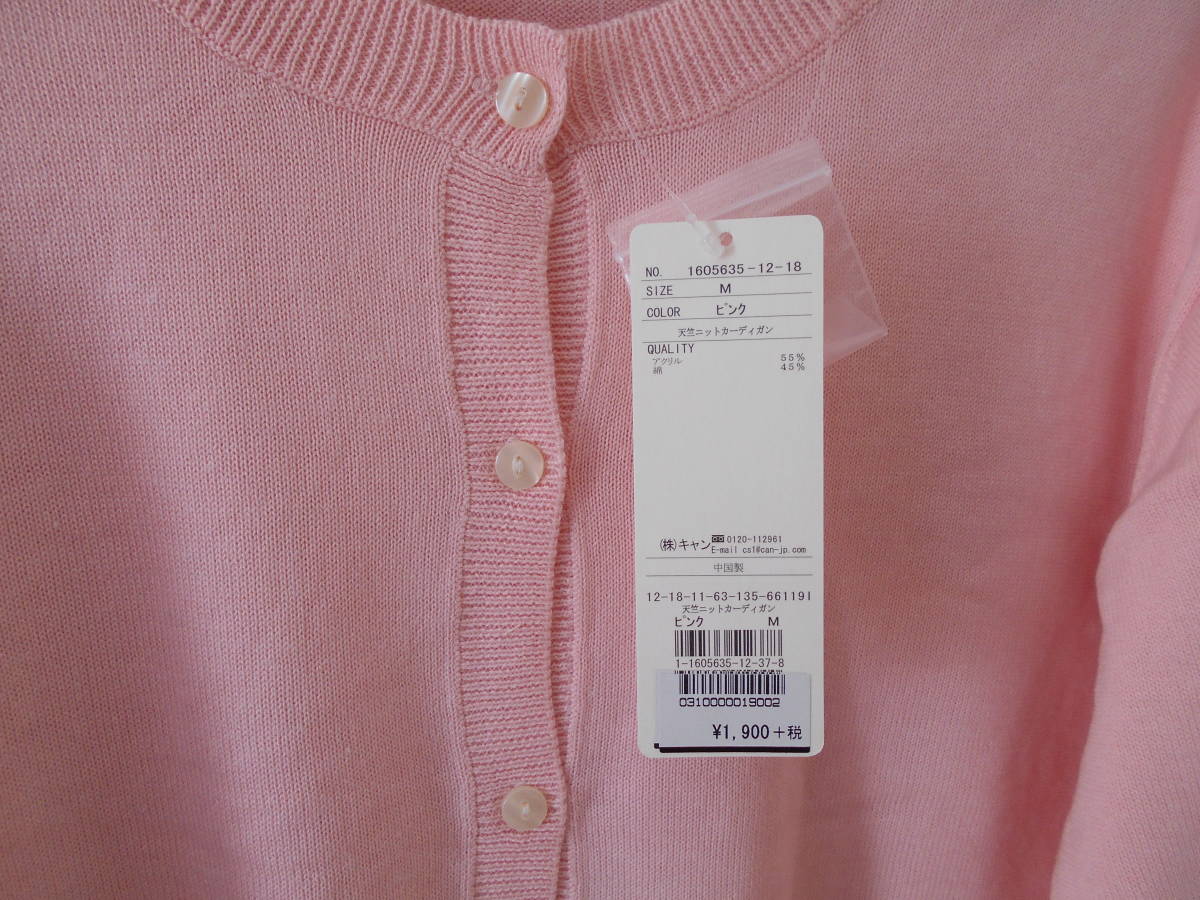 NO. 1605635-12-18
SIZE M
COLOR ピンク
天竺ニットカーディガン
QUALITY
アクリル 55%
綿 45%
(株)キャン 0120-112961
E-mail cs1@can-jp.com
中国製
12-18-11-63-135-661191
天竺ニットカーディガン
ピンク M
1-1605635-12-37-8
0310000019002
¥1,900+税